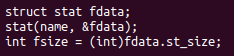 struct stat fdata;
stat(name, &fdata);
int fsize = (int)fdata.st_size;